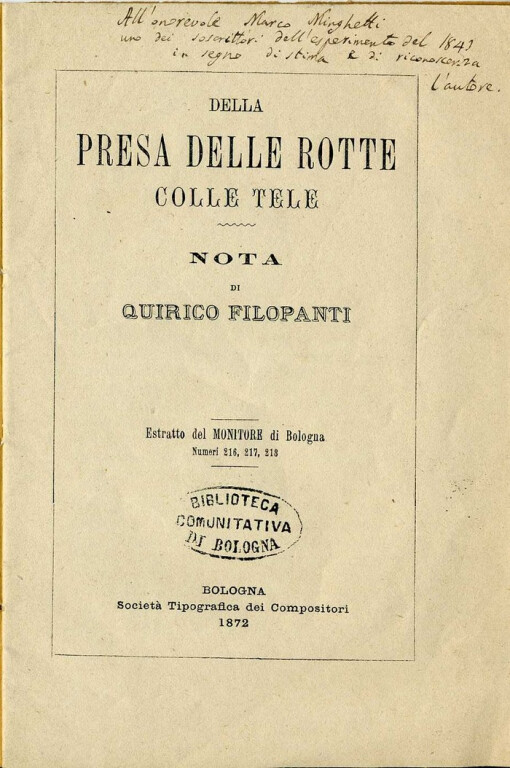 All'onorevole Marco Minghetti
uno dei soscrittori dell'esperimento del 1843
in segno di stima e di riconoscenza
l'autore.
DELLA
PRESA DELLE ROTTE
COLLE TELE
NOTA
DI
QUIRICO FILOPANTI
Estratto del MONITORE di Bologna
Numeri 216, 217, 218
BIBLIOTECA
COMUNITATIVA
DI BOLOGNA
BOLOGNA
Società Tipografica dei Compositori
1872